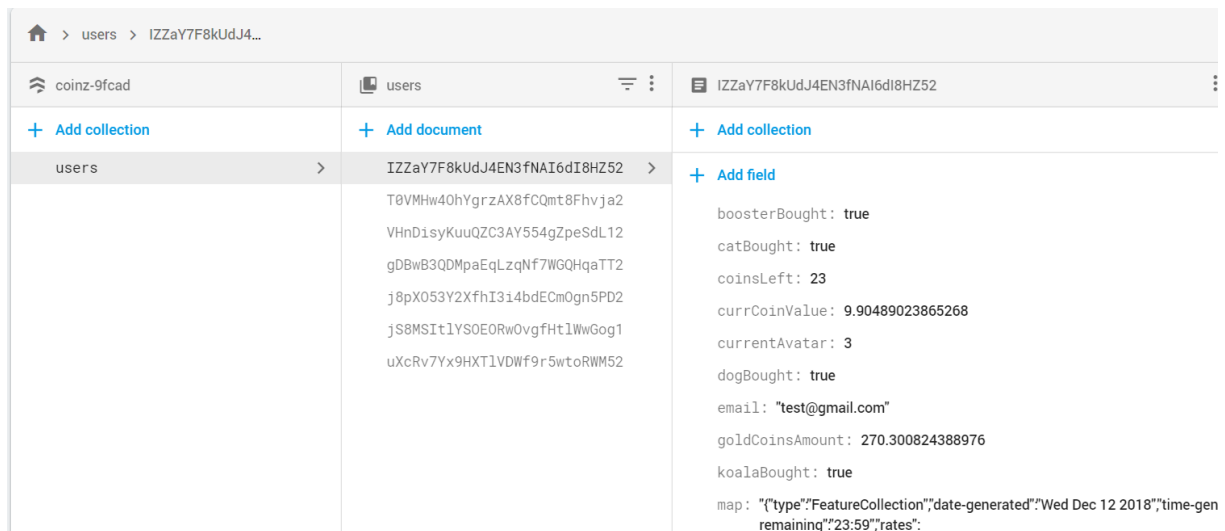 users > IZZaY7F8kUdJ4…
coinz-9fcad
users
IZZaY7F8kUdJ4EN3fNAI6dI8HZ52
+ Add collection
+ Add document
+ Add collection
users
IZZaY7F8kUdJ4EN3fNAI6dI8HZ52
T0VMHw4OhYgrzAX8fCQmt8Fhvja2
VHnDisyKuuQZC3AY554gZpeSdL12
gDBwB3QDMpaEqLzqNf7WGQHqaTT2
j8pXO53Y2XfhI3i4bdECmOgn5PD2
jS8MSItlYSOEORwOvgfHtlWwGog1
uXcRv7Yx9HXTlVDWf9r5wtoRWM52
+ Add field
boosterBought: true
catBought: true
coinsLeft: 23
currCoinValue: 9.90489023865268
currentAvatar: 3
dogBought: true
email: "test@gmail.com"
goldCoinsAmount: 270.300824388976
koalaBought: true
map: "{"type":"FeatureCollection","date-generated":"Wed Dec 12 2018","time-gen
remaining":"23:59","rates":